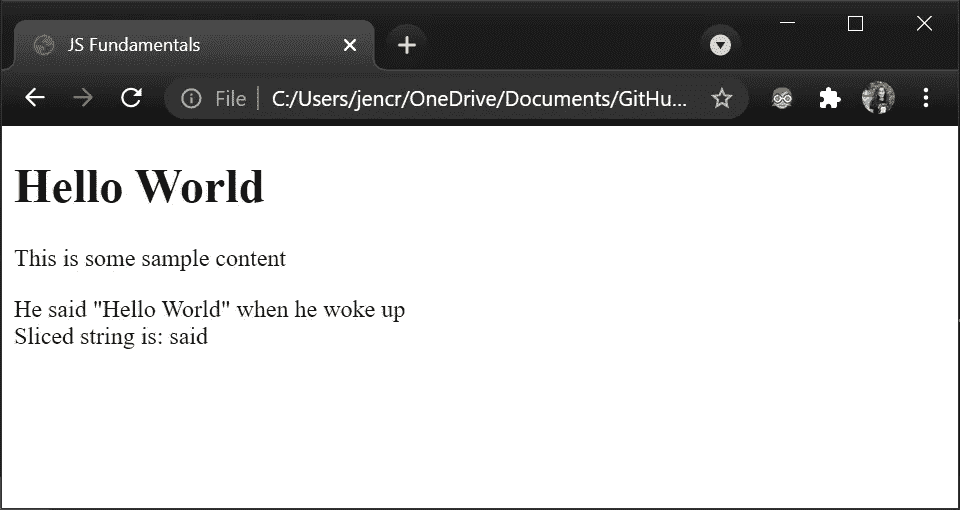 JS Fundamentals
File C:/Users/jencr/OneDrive/Documents/GitHu...
Hello World
This is some sample content
He said "Hello World" when he woke up
Sliced string is: said